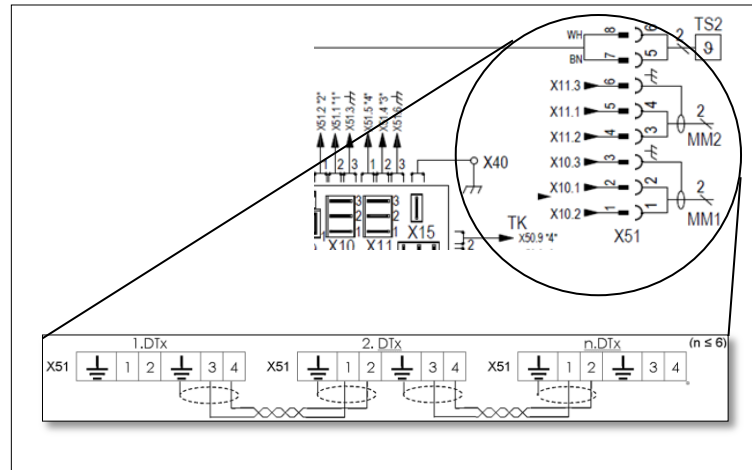 WH 8 6 2 TS2
BN 7 5 ϑ
X11.3 6
X11.1 5 4 2
X11.2 4 3 MM2
X10.3 3
X10.1 2 2 2
X10.2 1 1 MM1
X51
X51.2 "2"
X51.1 "1"
X51.3
X51.5 "4"
X51.4 "3"
X51.6
1 2 3 1 2 3
X40
3 3
2 2
1 1 1
X10 X11 X15
2
TK
X50.9 "4"
1.DTx 2. DTx n.DTx (n ≤ 6)
X51 1 2 3 4 X51 1 2 3 4 X51 1 2 3 4